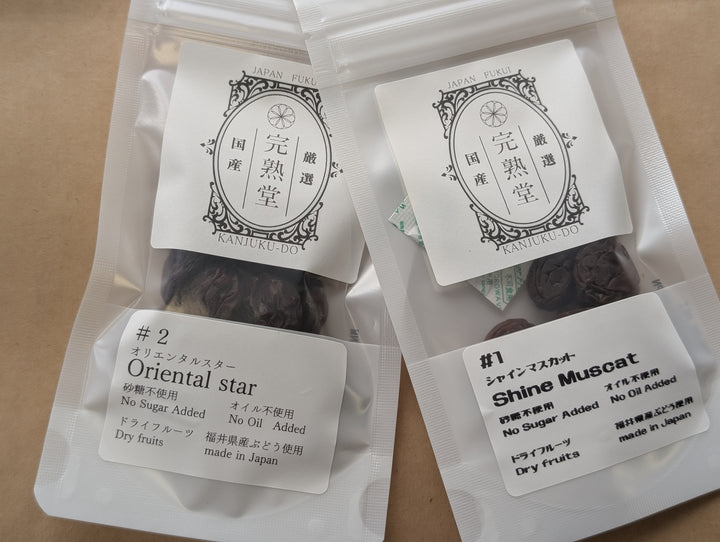 JAPAN FUKUI
厳選
完熟堂
国産
KANJUKU-DO
# 2
オリエンタルスター
Oriental star
砂糖不使用
No Sugar Added
オイル不使用
No Oil Added
ドライフルーツ
Dry fruits
福井県産ぶどう使用
made in Japan
JAPAN FUKUI
厳選
完熟堂
国産
KANJUKU-DO
#1
シャインマスカット
Shine Muscat
砂糖不使用
No Sugar Added
オイル不使用
No Oil Added
ドライフルーツ
Dry fruits
福井県産ぶどう使用
made in Japan